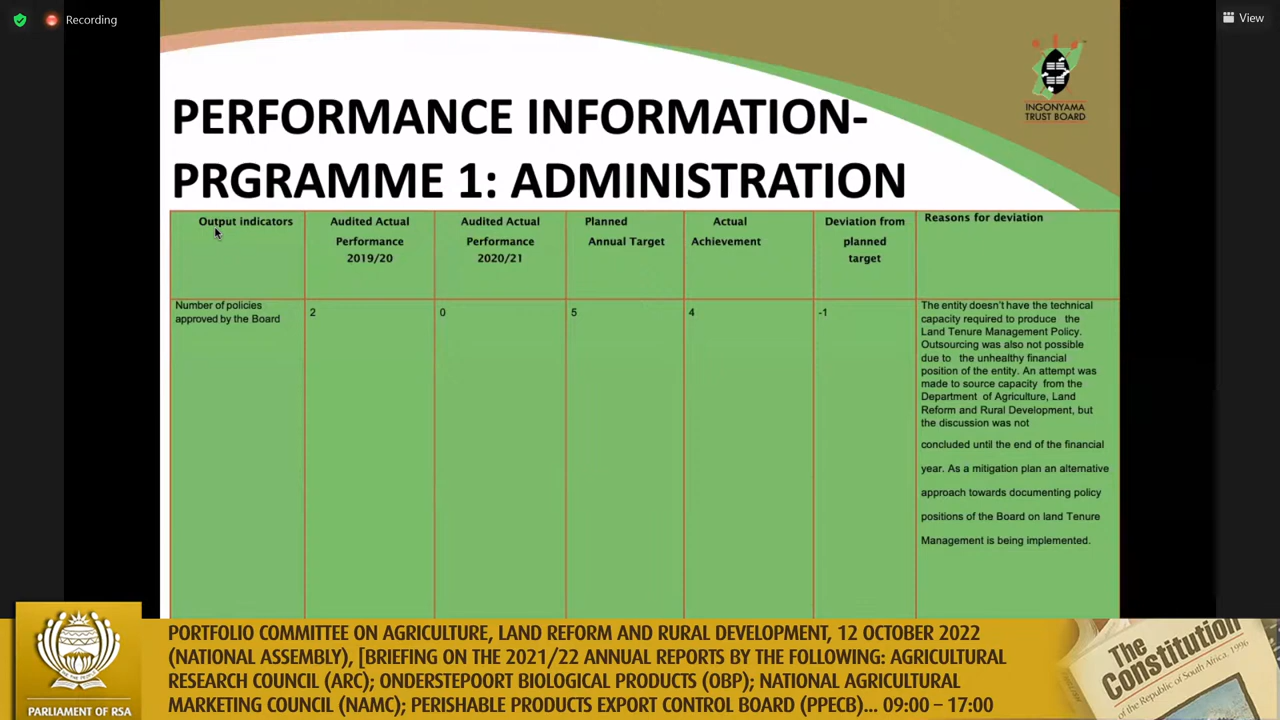 Recording
View
INGONYAMA
TRUST BOARD
PERFORMANCE INFORMATION-
PRGRAMME 1: ADMINISTRATION
Output indicators
Audited Actual
Performance
2019/20
Audited Actual
Performance
2020/21
Planned
Annual Target
Actual
Achievement
Deviation from
planned
target
Reasons for deviation
Number of policies
approved by the Board
2
0
5
4
-1
The entity doesn't have the technical
capacity required to produce the
Land Tenure Management Policy.
Outsourcing was also not possible
due to the unhealthy financial
position of the entity. An attempt was
made to source capacity from the
Department of Agriculture, Land
Reform and Rural Development, but
the discussion was not
concluded until the end of the financial
year. As a mitigation plan an alternative
approach towards documenting policy
positions of the Board on land Tenure
Management is being implemented.
PARLIAMENT OF RSA
PORTFOLIO COMMITTEE ON AGRICULTURE, LAND REFORM AND RURAL DEVELOPMENT, 12 OCTOBER 2022
(NATIONAL ASSEMBLY), [BRIEFING ON THE 2021/22 ANNUAL REPORTS BY THE FOLLOWING: AGRICULTURAL
RESEARCH COUNCIL (ARC); ONDERSTEPOORT BIOLOGICAL PRODUCTS (OBP); NATIONAL AGRICULTURAL
MARKETING COUNCIL (NAMC); PERISHABLE PRODUCTS EXPORT CONTROL BOARD (PPECB)... 09:00 – 17:00
The
Constitution
of the Republic of South Africa, 1996